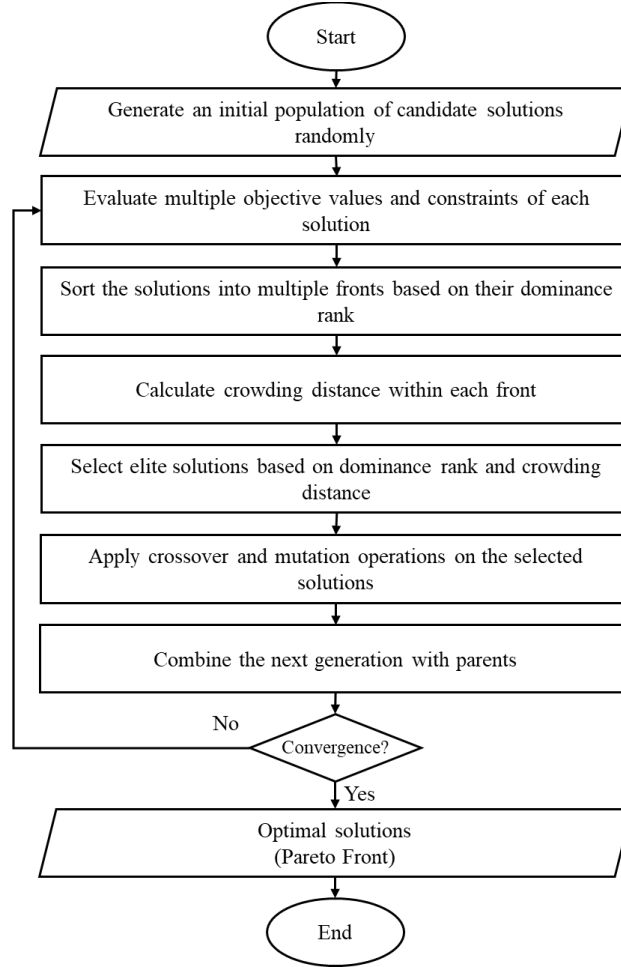 Start
Generate an initial population of candidate solutions
randomly
Evaluate multiple objective values and constraints of each
solution
Sort the solutions into multiple fronts based on their dominance
rank
Calculate crowding distance within each front
Select elite solutions based on dominance rank and crowding
distance
Apply crossover and mutation operations on the selected
solutions
Combine the next generation with parents
No
Convergence?
Yes
Optimal solutions
(Pareto Front)
End